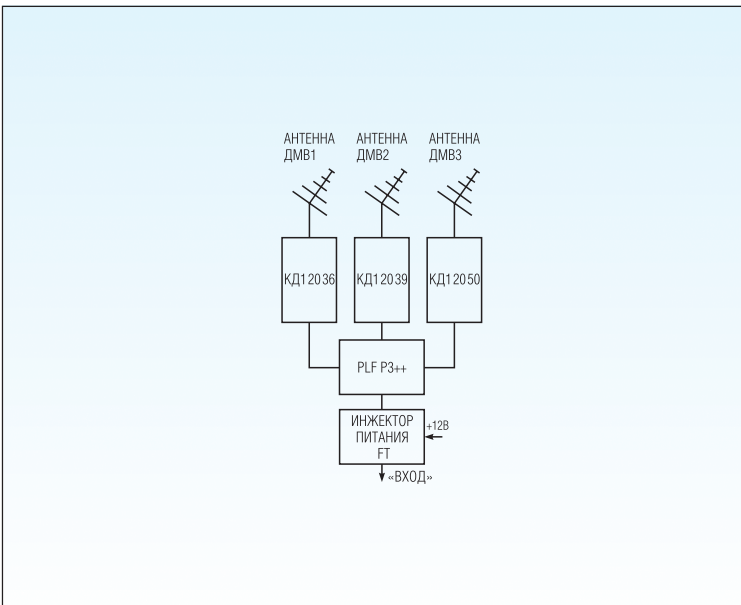 АНТЕННА
ДМВ1
АНТЕННА
ДМВ2
АНТЕННА
ДМВ3
КД12036
КД12039
КД12050
PLF P3++
ИНЖЕКТОР
ПИТАНИЯ
FT
+12В
«ВХОД»